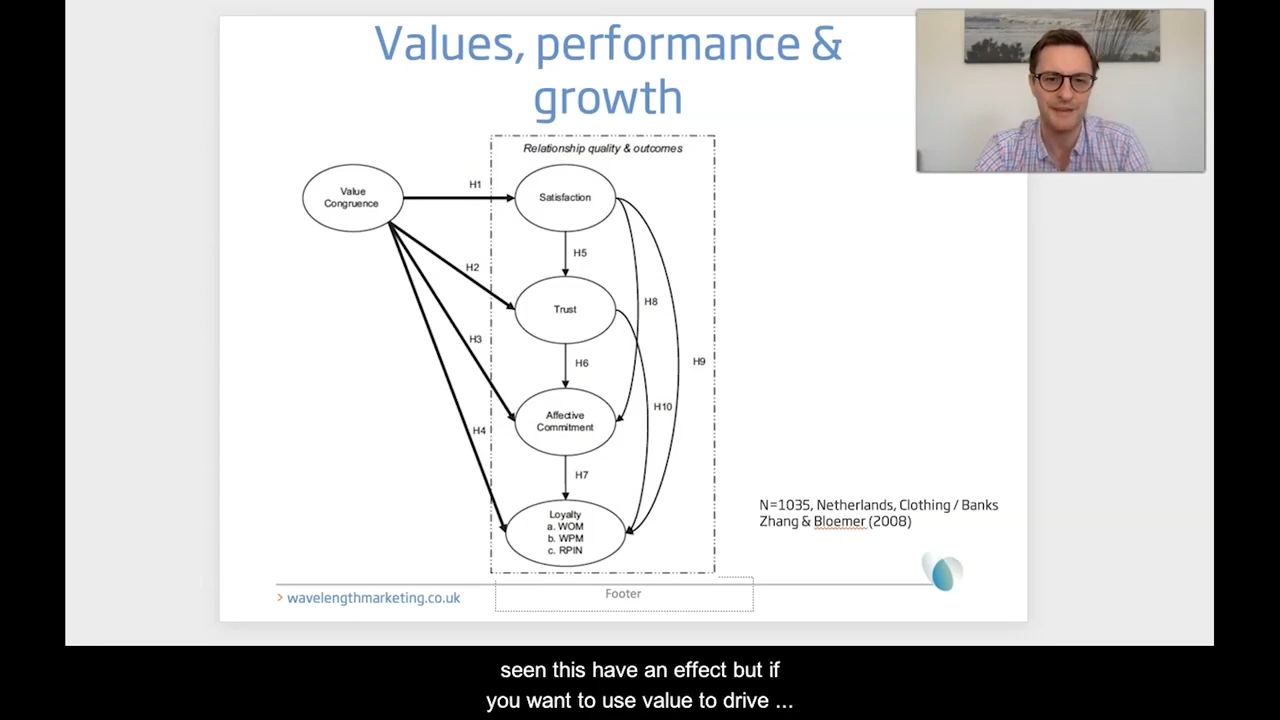 Values, performance &
growth
Relationship quality & outcomes
Value
Congruence
H1
Satisfaction
H5
H2
Trust
H8
H3
H6
H9
Affective
Commitment
H10
H4
H7
Loyalty
a. WOM
b. WPM
c. RPIN
N=1035, Netherlands, Clothing / Banks
Zhang & Bloemer (2008)
> wavelengthmarketing.co.uk
Footer
seen this have an effect but if
you want to use value to drive ...